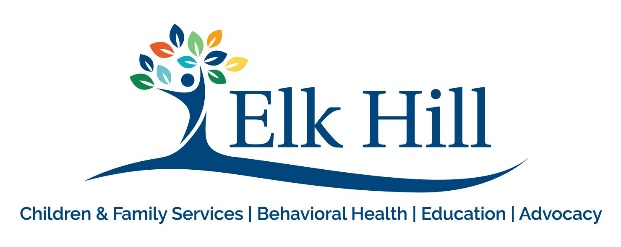 Elk Hill
Children & Family Services | Behavioral Health | Education | Advocacy